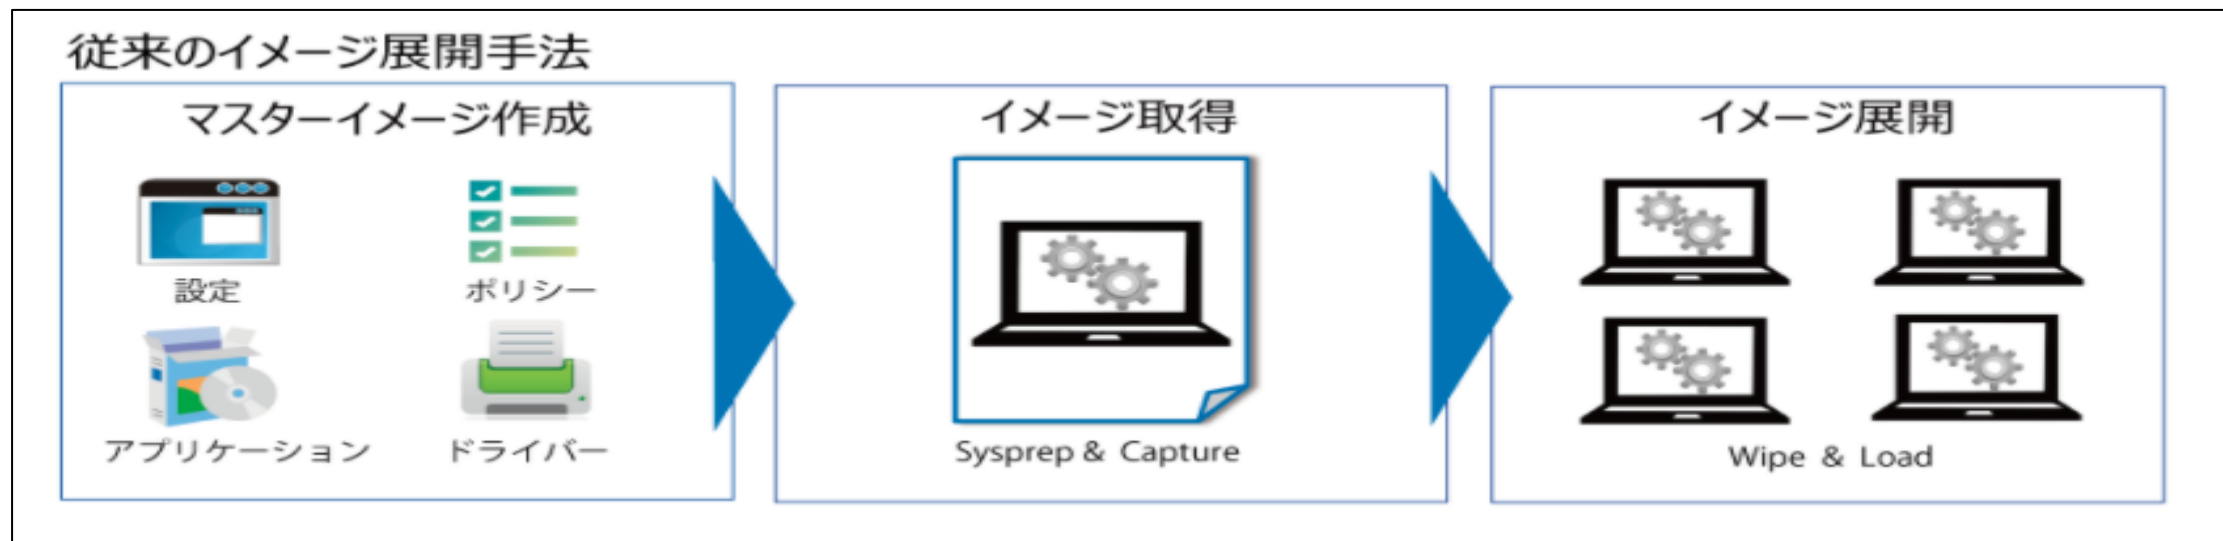 従来のイメージ展開手法
マスターイメージ作成
設定
ポリシー
アプリケーション
ドライバー
イメージ取得
Sysprep & Capture
イメージ展開
Wipe & Load